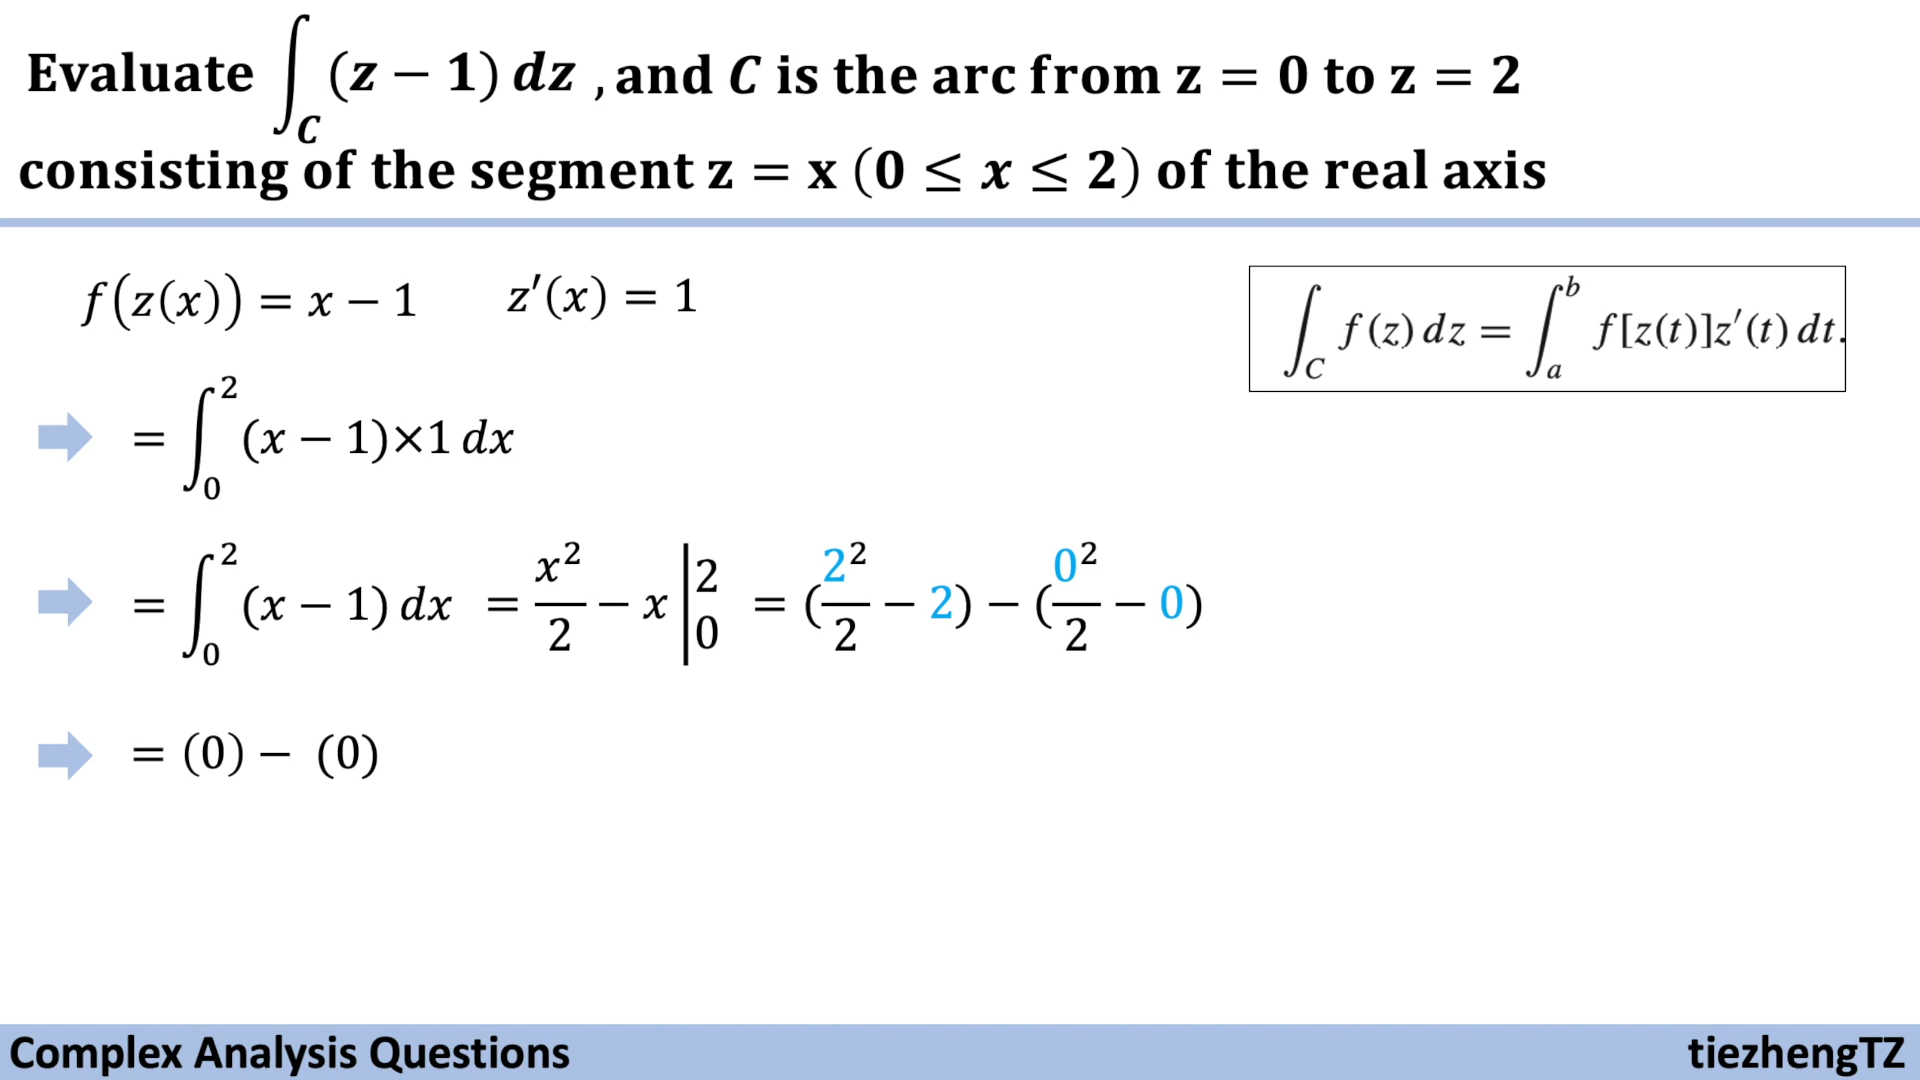 Evaluate ∫_C (z − 1) dz , and C is the arc from z = 0 to z = 2
consisting of the segment z = x (0 ≤ x ≤ 2) of the real axis
f(z(x)) = x − 1 z′(x) = 1
∫_C f(z) dz = ∫_a^b f[z(t)]z′(t) dt.
= ∫_0^2 (x − 1)×1 dx
= ∫_0^2 (x − 1) dx = x²/2 − x |_0^2 = (2²/2 − 2) − (0²/2 − 0)
= (0) − (0)
Complex Analysis Questions
tiezhengTZ